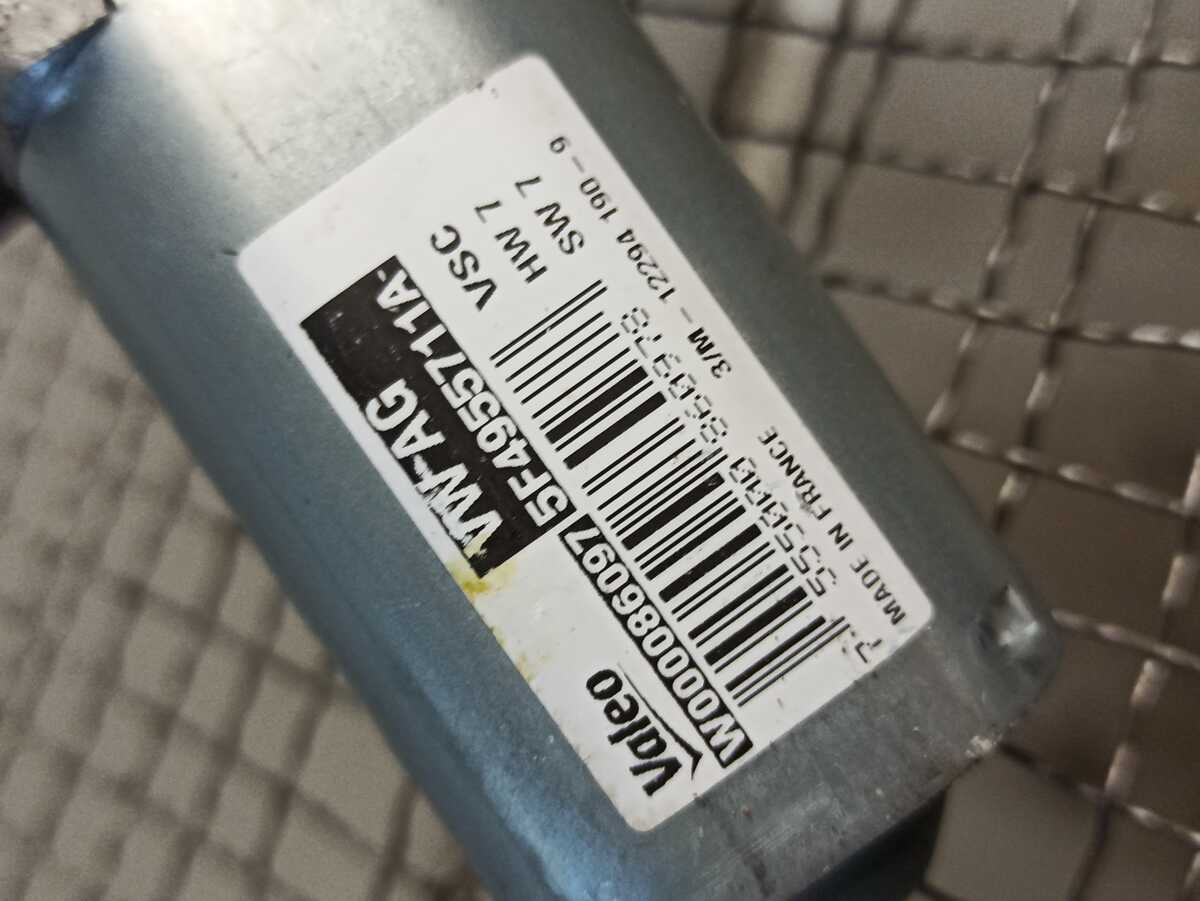 Valeo
VW-AG
W000086097
5F4955711A-
VSC
HW 7
SW 7
MADE IN FRANCE
3/M - 12294 190 - 9